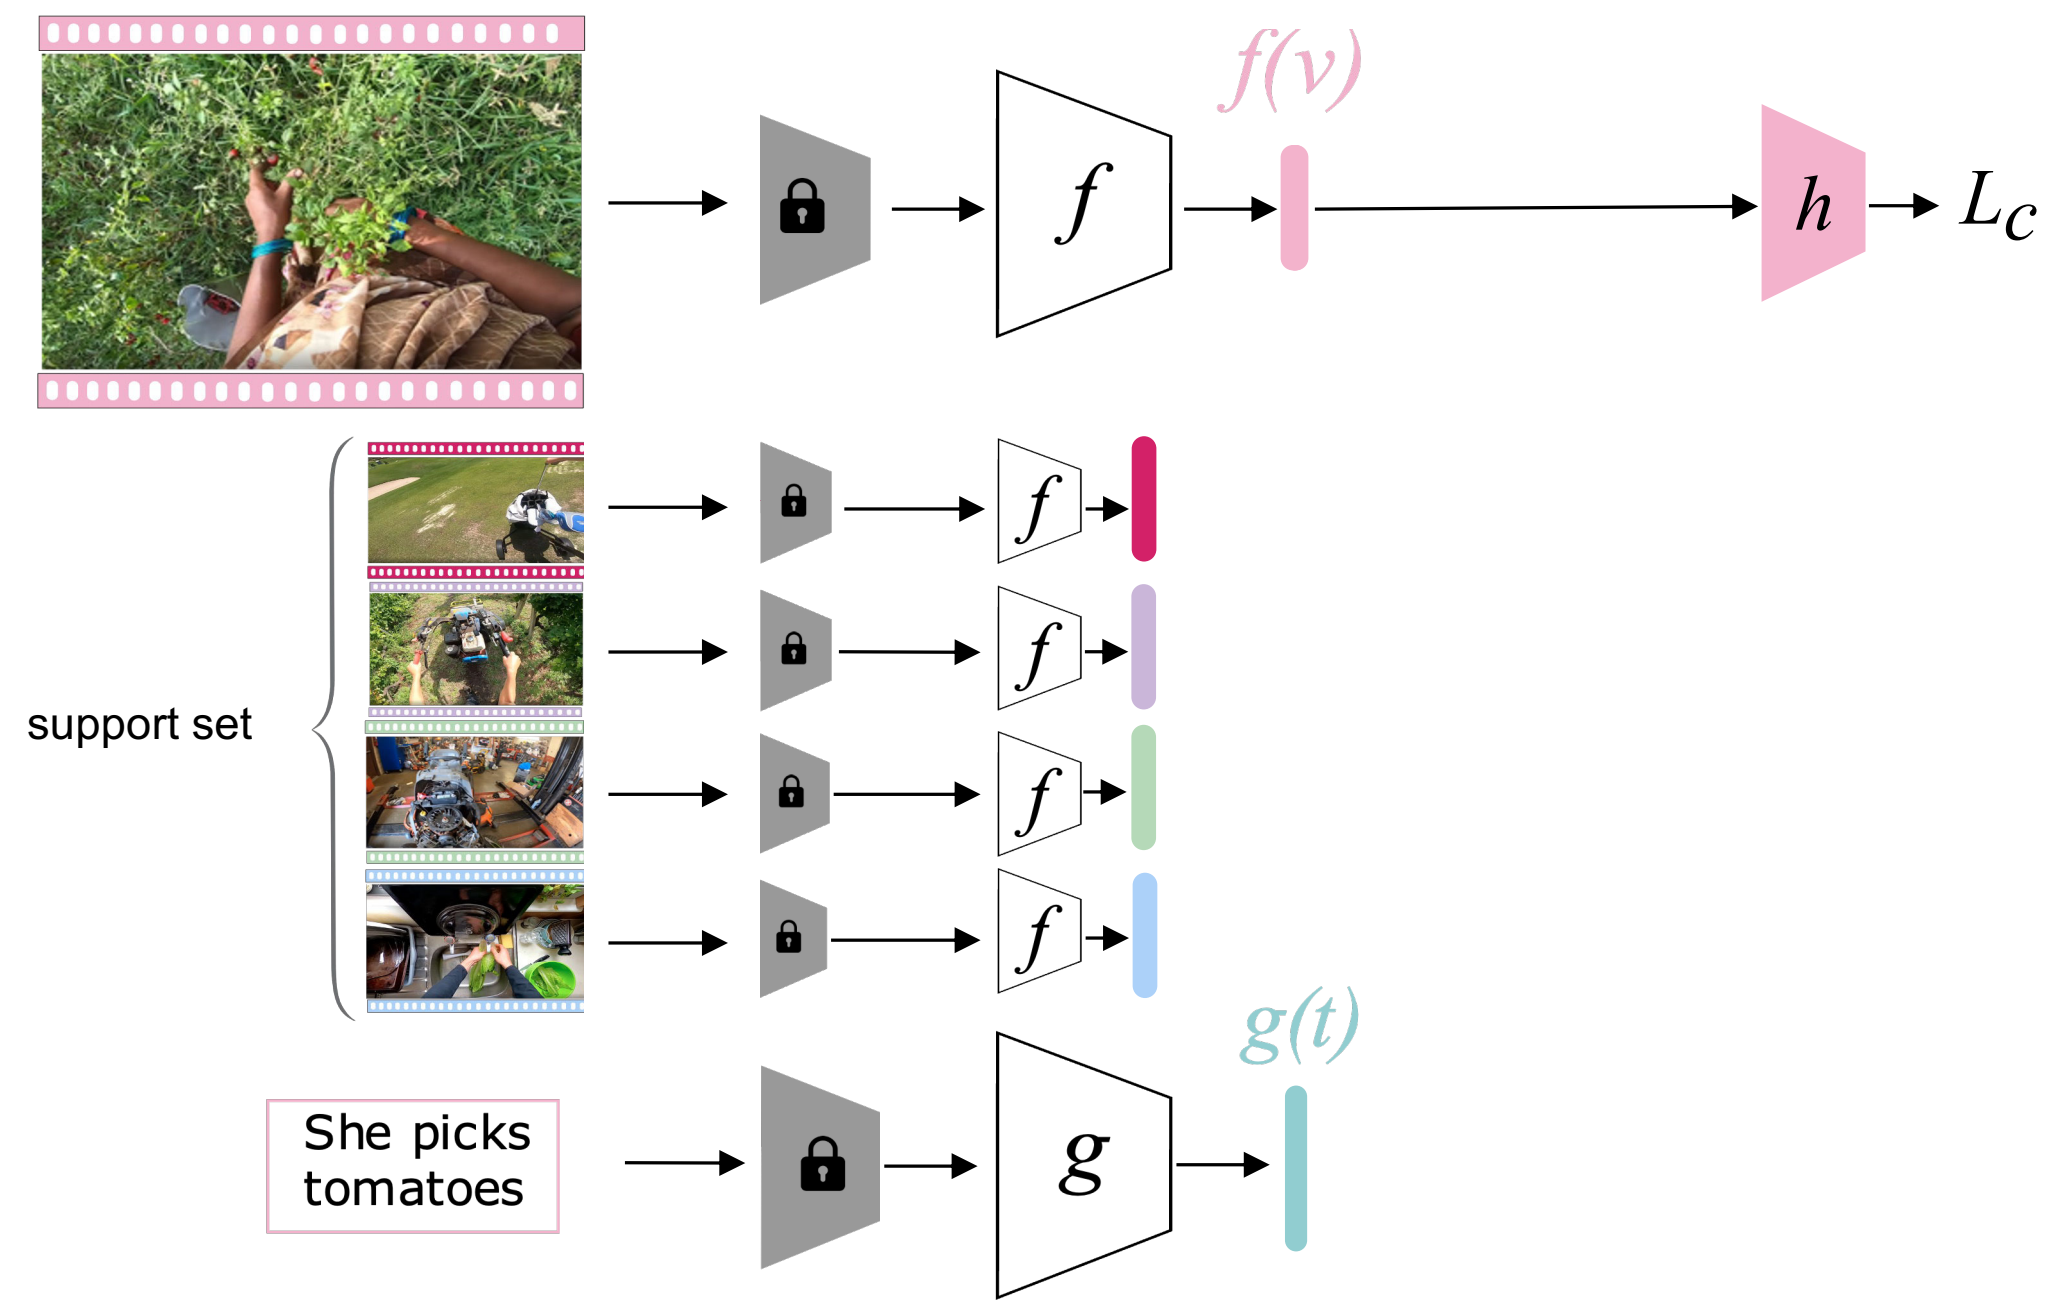 f(v)
f
h
L_C
support set
f
f
f
f
g(t)
She picks
tomatoes
g